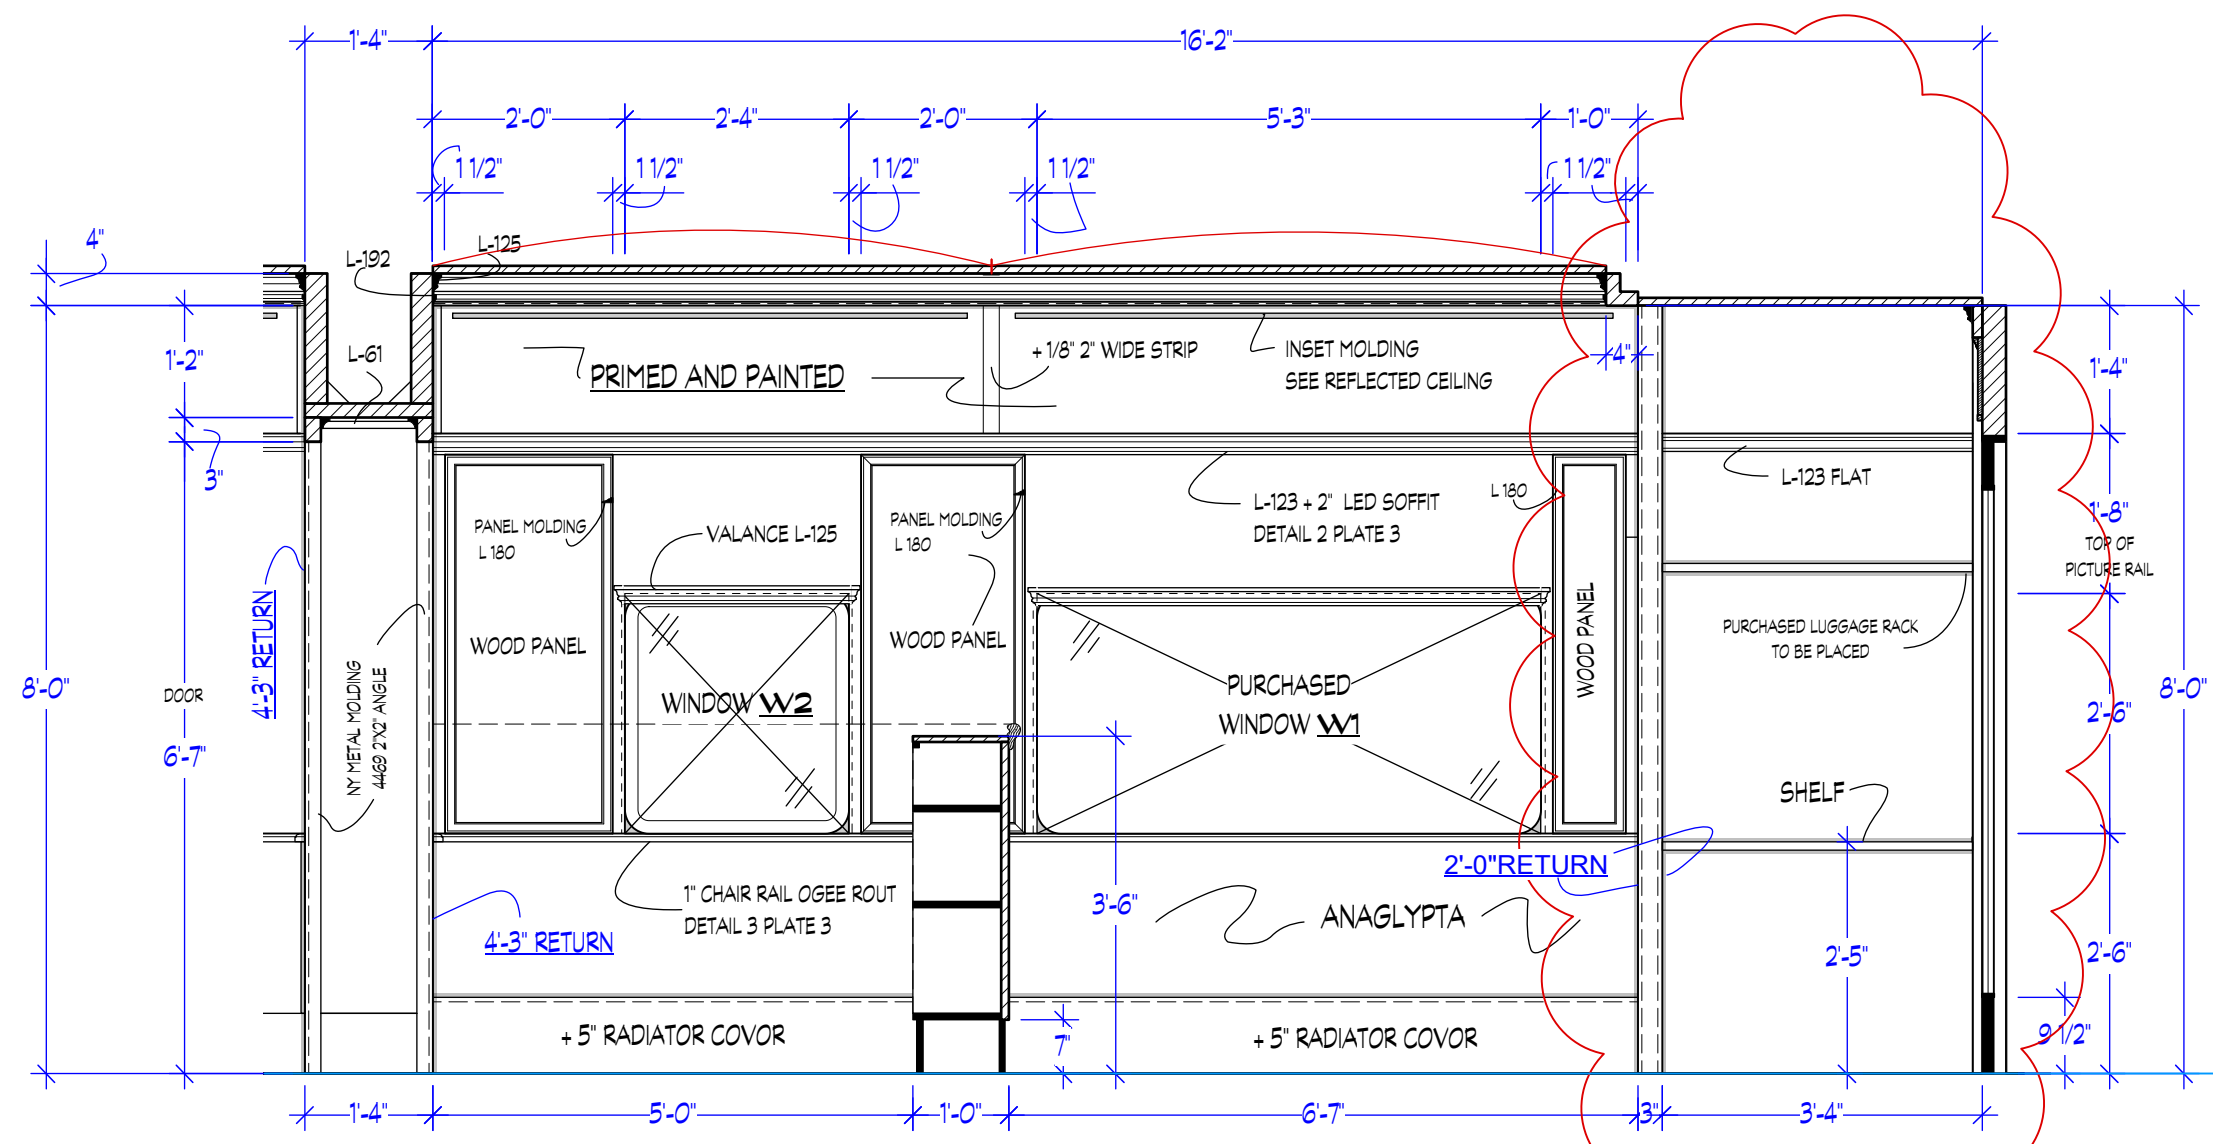 1'-4"
16'-2"
2'-0"
2'-4"
2'-0"
5'-3"
1'-0"
1 1/2"
1 1/2"
1 1/2"
1 1/2"
1 1/2"
4"
L-192
L-125
L-61
1'-2"
3"
PRIMED AND PAINTED
+ 1/8" 2" WIDE STRIP
INSET MOLDING
SEE REFLECTED CEILING
4"
1'-4"
L-123 FLAT
PANEL MOLDING
L 180
VALANCE L-125
PANEL MOLDING
L 180
L-123 + 2" LED SOFFIT
DETAIL 2 PLATE 3
L 180
1'-8"
TOP OF
PICTURE RAIL
4'-3" RETURN
WOOD PANEL
WOOD PANEL
WOOD PANEL
PURCHASED LUGGAGE RACK
TO BE PLACED
8'-0"
DOOR
6'-7"
NY METAL MOLDING
4469 2"X2" ANGLE
WINDOW W2
PURCHASED
WINDOW W1
2'-6"
8'-0"
SHELF
2'-0"RETURN
1" CHAIR RAIL OGEE ROUT
DETAIL 3 PLATE 3
3'-6"
ANAGLYPTA
4'-3" RETURN
2'-5"
2'-6"
+ 5" RADIATOR COVOR
7"
+ 5" RADIATOR COVOR
9 1/2"
1'-4"
5'-0"
1'-0"
6'-7"
3"
3'-4"